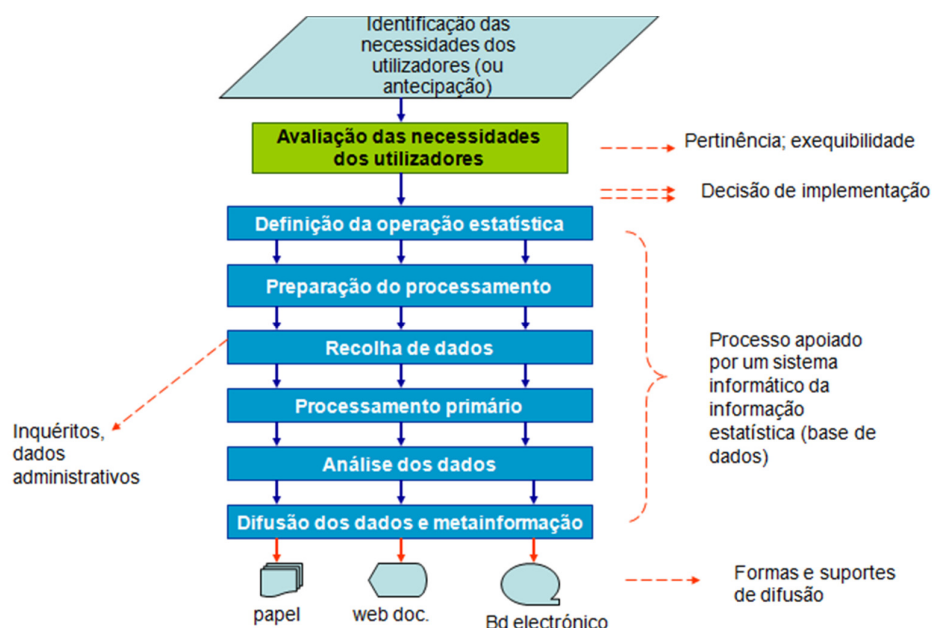 Identificação das
necessidades dos
utilizadores (ou
antecipação)
Avaliação das necessidades
dos utilizadores
Pertinência; exequibilidade
Decisão de implementação
Definição da operação estatística
Preparação do processamento
Recolha de dados
Processamento primário
Análise dos dados
Difusão dos dados e metainformação
Inquéritos,
dados
administrativos
Processo apoiado
por um sistema
informático da
informação
estatística (base de
dados)
papel
web doc.
Bd electrónico
Formas e suportes
de difusão